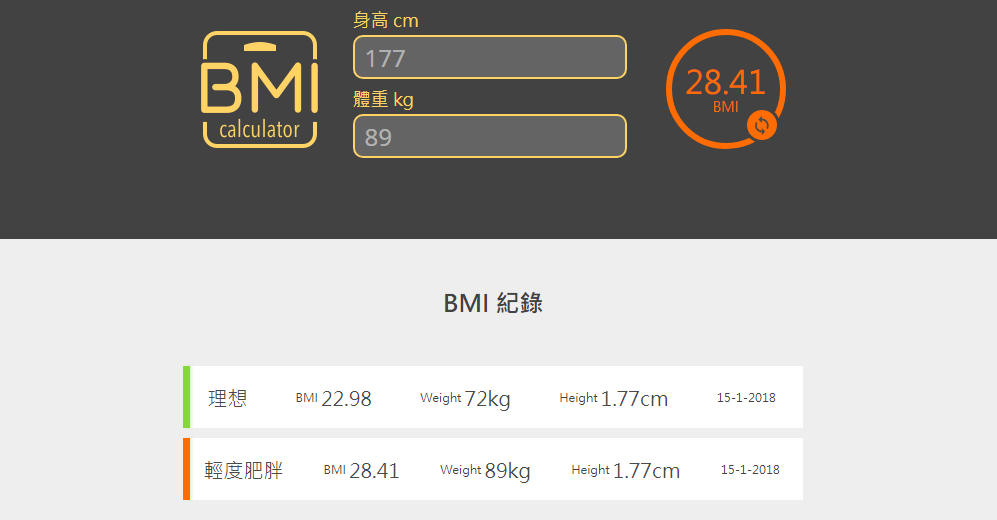 BMI
calculator
身高 cm
177
體重 kg
89
28.41
BMI
BMI 紀錄
理想 BMI 22.98 Weight 72kg Height 1.77cm 15-1-2018
輕度肥胖 BMI 28.41 Weight 89kg Height 1.77cm 15-1-2018